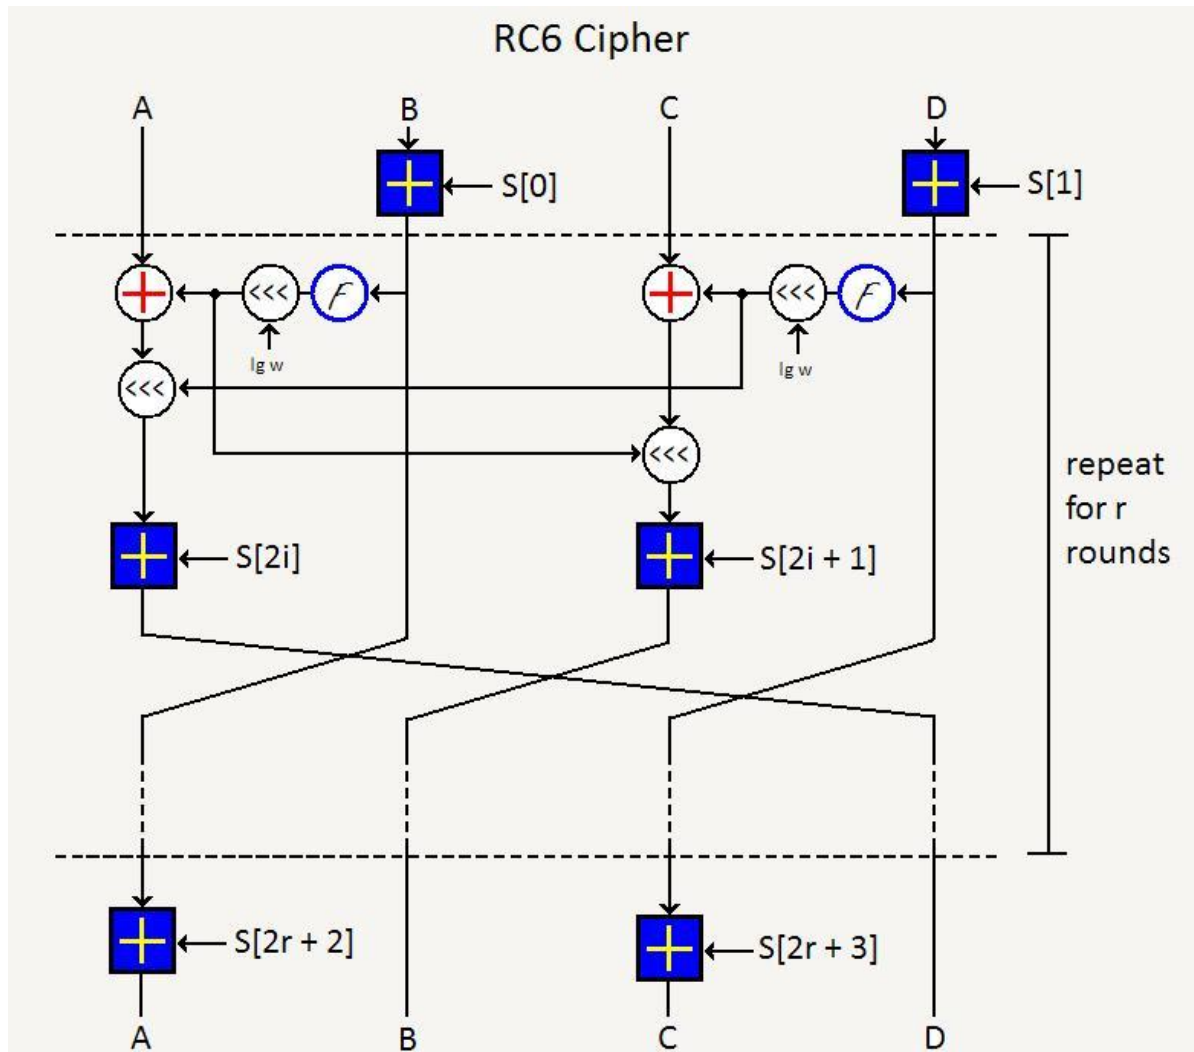 RC6 Cipher
A B C D
S[0] S[1]
<<< F <<< F
lg w lg w
<<<
<<<
repeat
for r
rounds
S[2i] S[2i + 1]
S[2r + 2] S[2r + 3]
A B C D